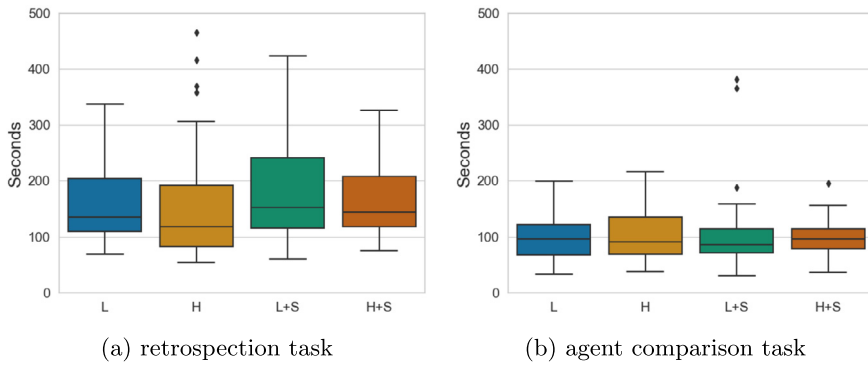 500
400
300
200
100
0
Seconds
L H L+S H+S
(a) retrospection task
500
400
300
200
100
0
Seconds
L H L+S H+S
(b) agent comparison task